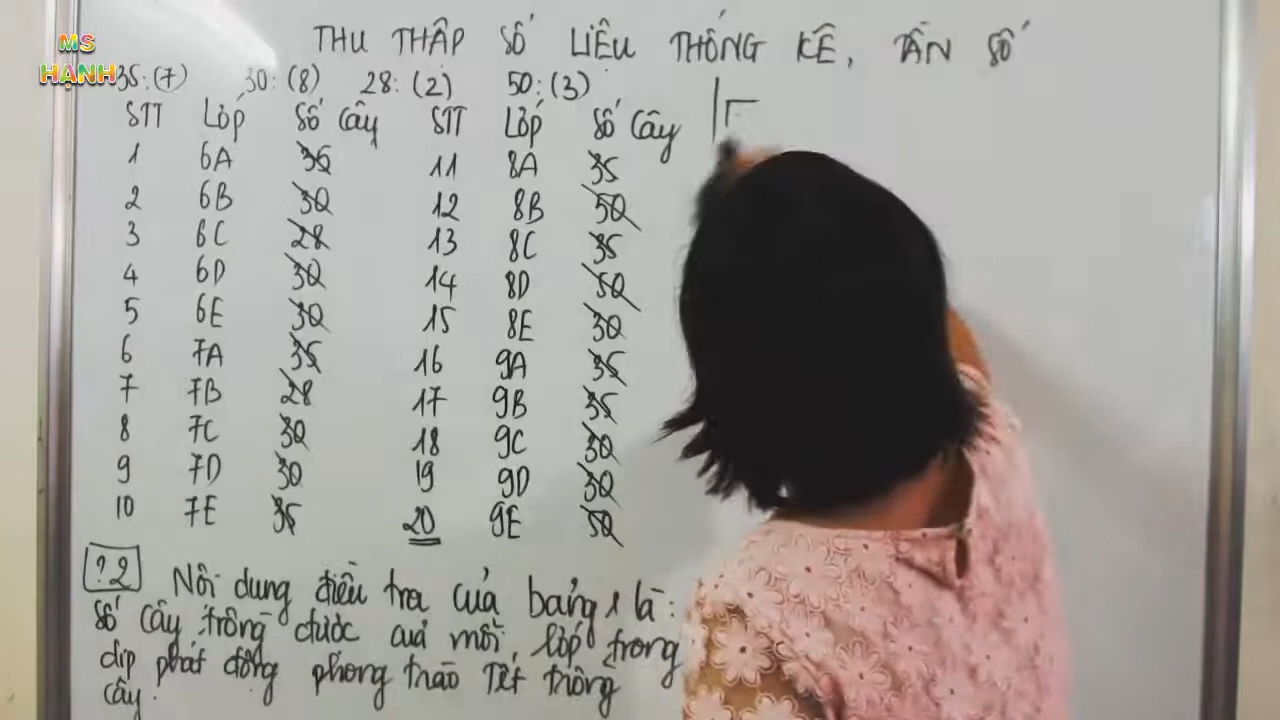 MS
HẠNH
THU THẬP SỐ LIỆU THỐNG KÊ, TẦN SỐ
35: (7) 30: (8) 28: (2) 50: (3)
STT Lớp Số cây STT Lớp Số cây
1 6A 35 11 8A 35
2 6B 30 12 8B 50
3 6C 28 13 8C 35
4 6D 30 14 8D 50
5 6E 30 15 8E 30
6 7A 35 16 9A 35
7 7B 28 17 9B 35
8 7C 30 18 9C 30
9 7D 30 19 9D 30
10 7E 35 20 9E 50
?2 Nội dung điều tra của bảng 1 là:
Số cây trồng được của mỗi lớp trong
dịp phát động phong trào Tết trồng
cây.